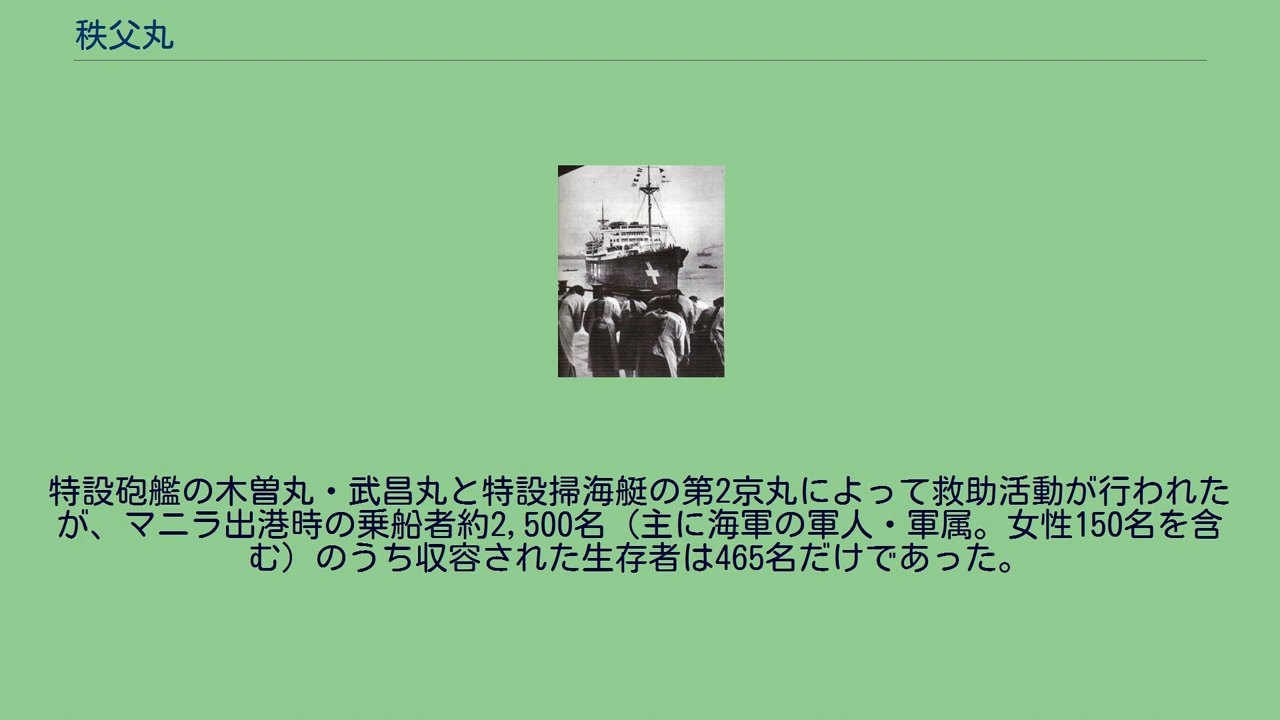 秩父丸
特設砲艦の木曽丸・武昌丸と特設掃海艇の第2京丸によって救助活動が行われた
が、マニラ出港時の乗船者約2,500名（主に海軍の軍人・軍属。女性150名を含
む）のうち収容された生存者は465名だけであった。